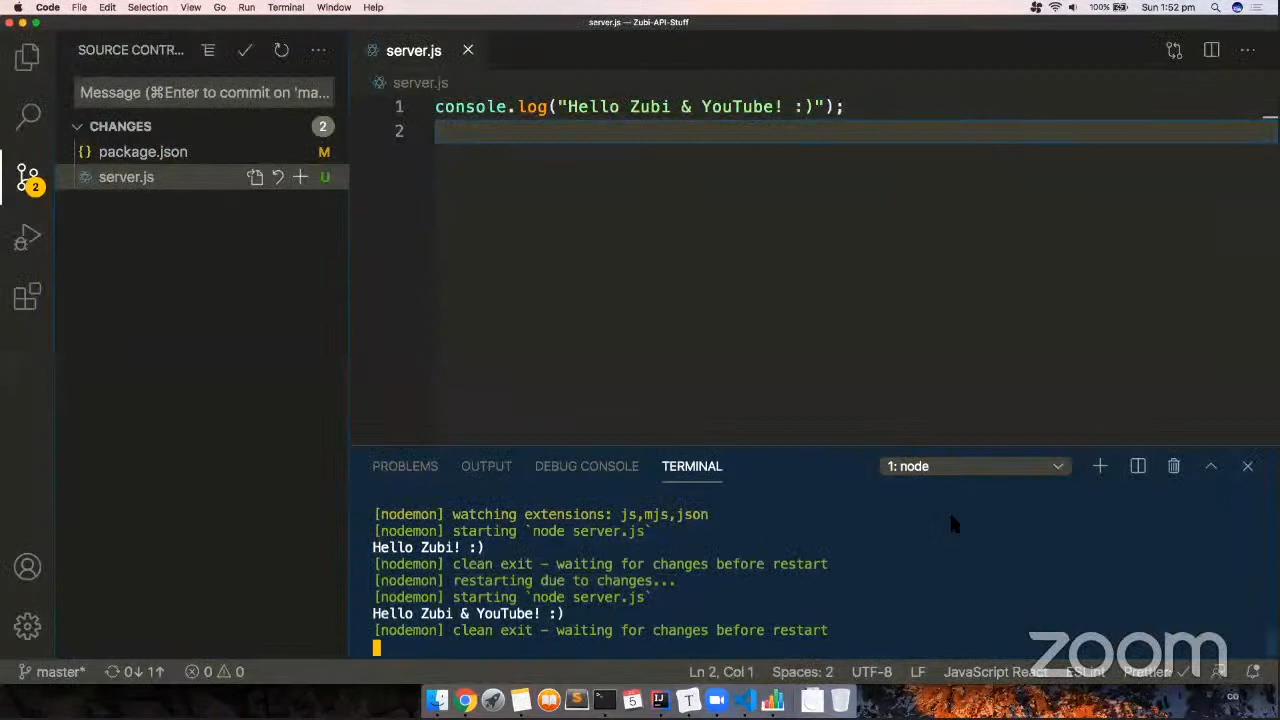 Code File Edit Selection View Go Run Terminal Window Help 100% Sun 1:52 pm
server.js — Zubi-API-Stuff
SOURCE CONTR...
server.js
server.js
Message (⌘Enter to commit on 'ma...
1 console.log("Hello Zubi & YouTube! :)");
2
CHANGES 2
{} package.json M
server.js U
2
PROBLEMS OUTPUT DEBUG CONSOLE TERMINAL 1: node
[nodemon] watching extensions: js,mjs,json
[nodemon] starting `node server.js`
Hello Zubi! :)
[nodemon] clean exit - waiting for changes before restart
[nodemon] restarting due to changes...
[nodemon] starting `node server.js`
Hello Zubi & YouTube! :)
[nodemon] clean exit - waiting for changes before restart
zoom
master* 0↓ 1↑ 0 0 Ln 2, Col 1 Spaces: 2 UTF-8 LF JavaScript React ESLint Prettier
5